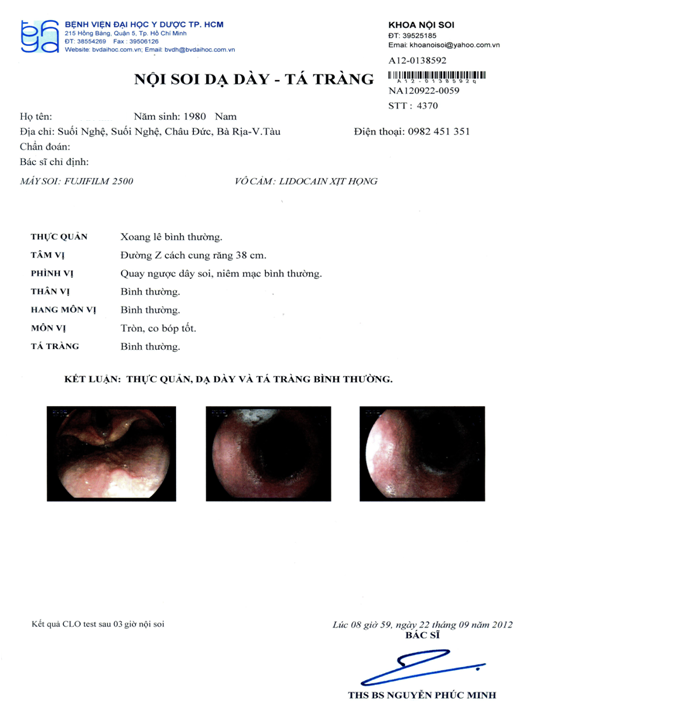 BỆNH VIỆN ĐẠI HỌC Y DƯỢC TP. HCM
215 Hồng Bàng, Quận 5, Tp. Hồ Chí Minh
ĐT: 38554269 Fax : 39506126
Website: bvdaihoc.com.vn; Email: bvdh@bvdaihoc.com.vn
KHOA NỘI SOI
ĐT: 39525185
Emai: khoanoisoi@yahoo.com.vn
A12-0138592
NỘI SOI DẠ DÀY - TÁ TRÀNG
NA120922-0059
STT : 4370
Họ tên: Năm sinh: 1980 Nam
Địa chỉ: Suối Nghệ, Suối Nghệ, Châu Đức, Bà Rịa-V.Tàu Điện thoại: 0982 451 351
Chẩn đoán:
Bác sĩ chỉ định:
MÁY SOI: FUJIFILM 2500 VÔ CẢM: LIDOCAIN XỊT HỌNG
THỰC QUẢN Xoang lê bình thường.
TÂM VỊ Đường Z cách cung răng 38 cm.
PHÌNH VỊ Quay ngược dây soi, niêm mạc bình thường.
THÂN VỊ Bình thường.
HANG MÔN VỊ Bình thường.
MÔN VỊ Tròn, co bóp tốt.
TÁ TRÀNG Bình thường.
KẾT LUẬN: THỰC QUẢN, DẠ DÀY VÀ TÁ TRÀNG BÌNH THƯỜNG.
Kết quả CLO test sau 03 giờ nội soi
Lúc 08 giờ 59, ngày 22 tháng 09 năm 2012
BÁC SĨ
THS BS NGUYỄN PHÚC MINH